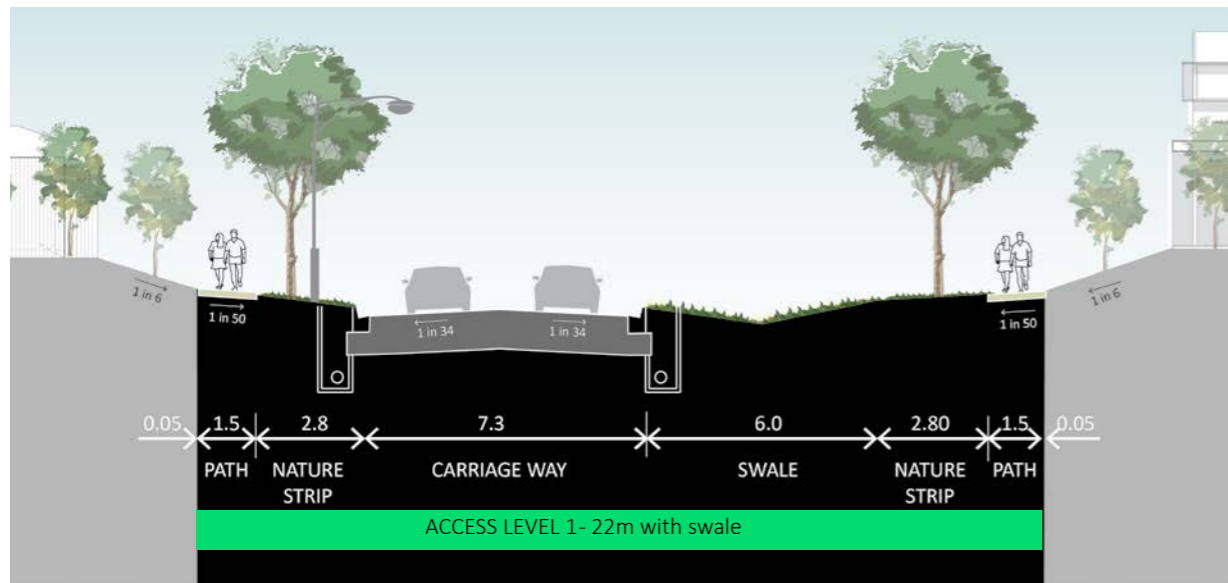 1 in 6
1 in 50
1 in 34
1 in 34
1 in 50
1 in 6
0.05
1.5
2.8
7.3
6.0
2.80
1.5
0.05
PATH
NATURE
STRIP
CARRIAGE WAY
SWALE
NATURE
STRIP
PATH
ACCESS LEVEL 1- 22m with swale